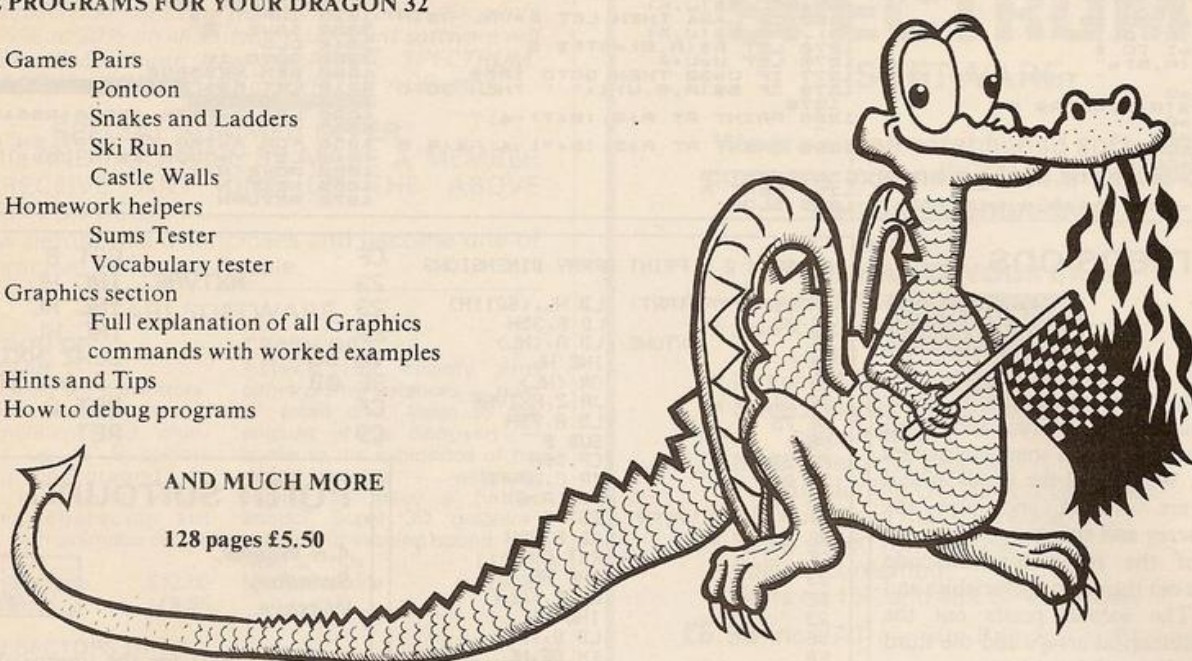 PROGRAMS FOR YOUR DRAGON 32
Games Pairs
Pontoon
Snakes and Ladders
Ski Run
Castle Walls
Homework helpers
Sums Tester
Vocabulary tester
Graphics section
Full explanation of all Graphics
commands with worked examples
Hints and Tips
How to debug programs
AND MUCH MORE
128 pages £5.50